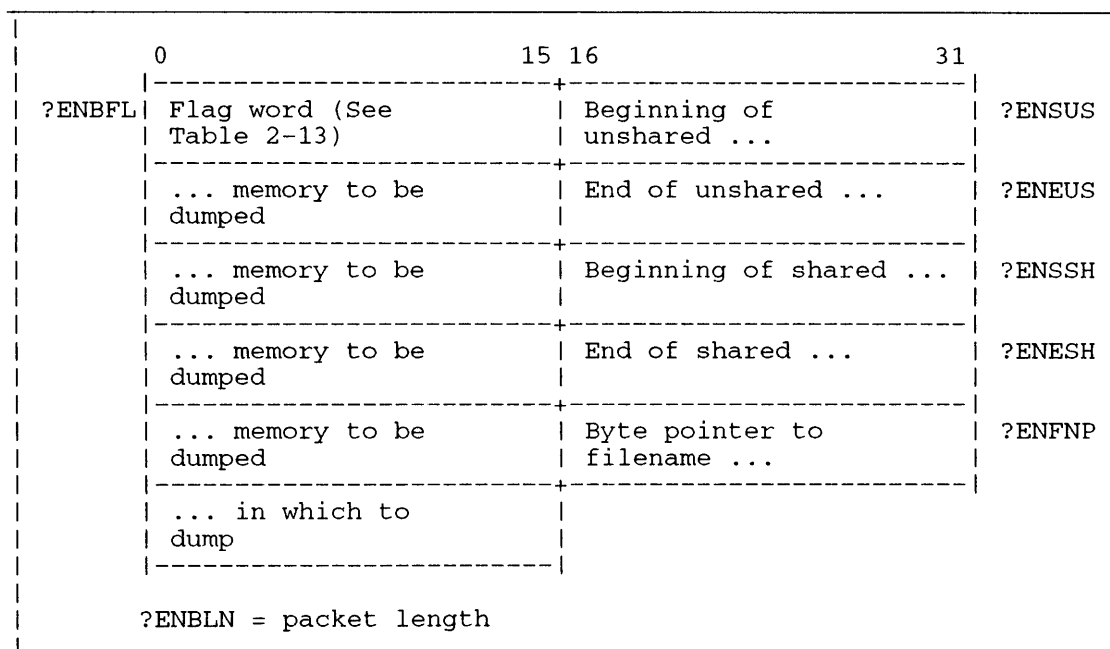 0 15 16 31
?ENBFL Flag word (See Beginning of ?ENSUS
Table 2-13) unshared ...
... memory to be End of unshared ... ?ENEUS
dumped
... memory to be Beginning of shared ... ?ENSSH
dumped
... memory to be End of shared ... ?ENESH
dumped
... memory to be Byte pointer to ?ENFNP
dumped filename ...
... in which to
dump
?ENBLN = packet length